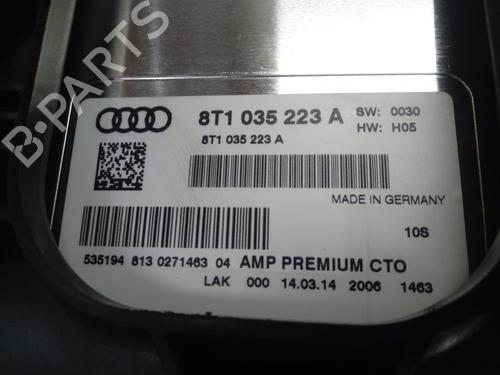 B-PARTS
8T1 035 223 A SW: 0030
8T1 035 223 A HW: H05
MADE IN GERMANY
10S
535194 813 0271463 04 AMP PREMIUM CTO
LAK 000 14.03.14 2006 1463